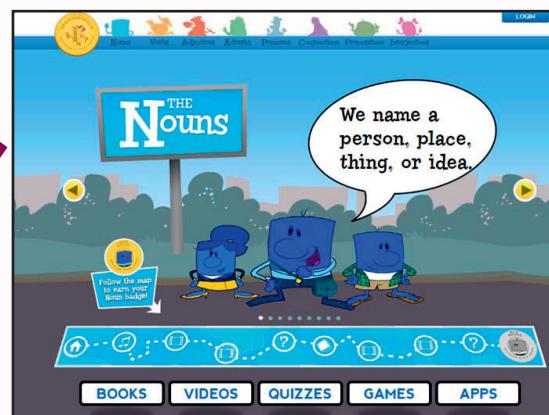 LOGIN
Nouns Verbs Adjectives Adverbs Pronouns Conjunctions Prepositions Interjections
THE
Nouns
We name a
person, place,
thing, or idea.
Follow the map
to earn your
Noun badge!
? ?
BOOKS VIDEOS QUIZZES GAMES APPS